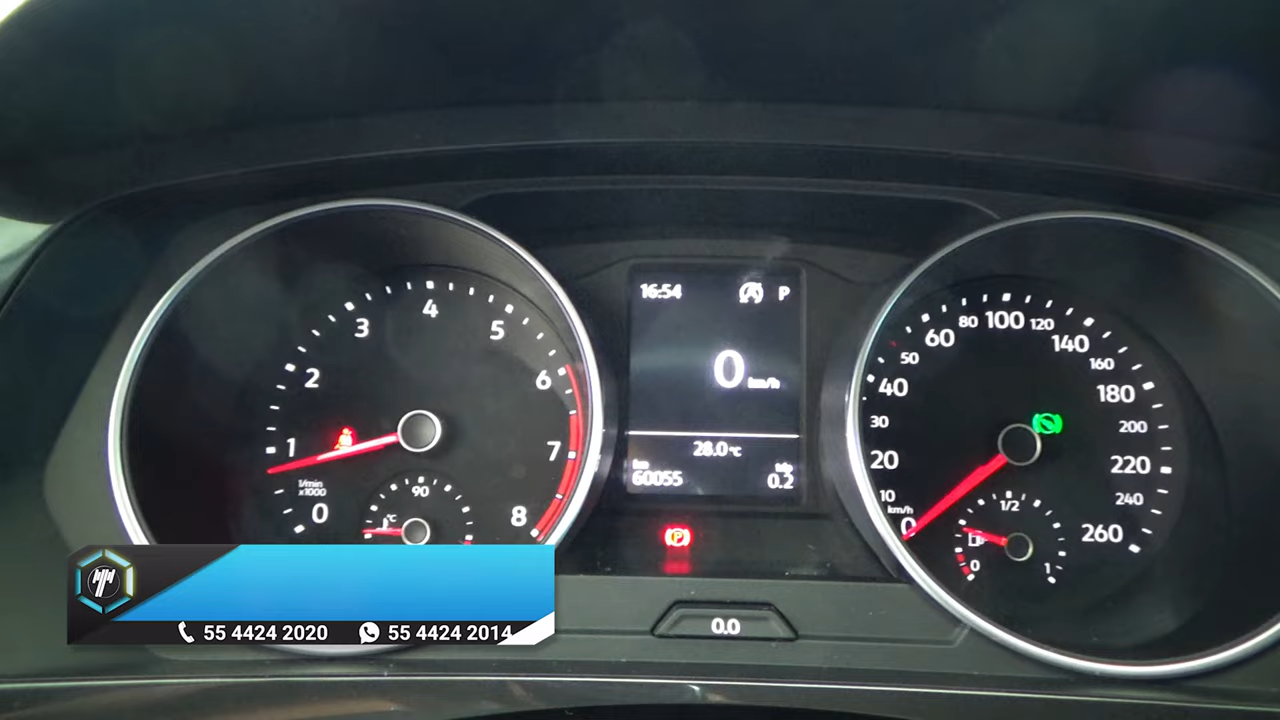 16:54 P
0 km/h
28.0 °C
km
60055
trip
0.2
0.0
1/min
x1000
0
1
2
3
4
5
6
7
8
90
°C
km/h
0
10
20
30
40
50
60
80
100
120
140
160
180
200
220
240
260
0
1/2
1
P
55 4424 2020
55 4424 2014